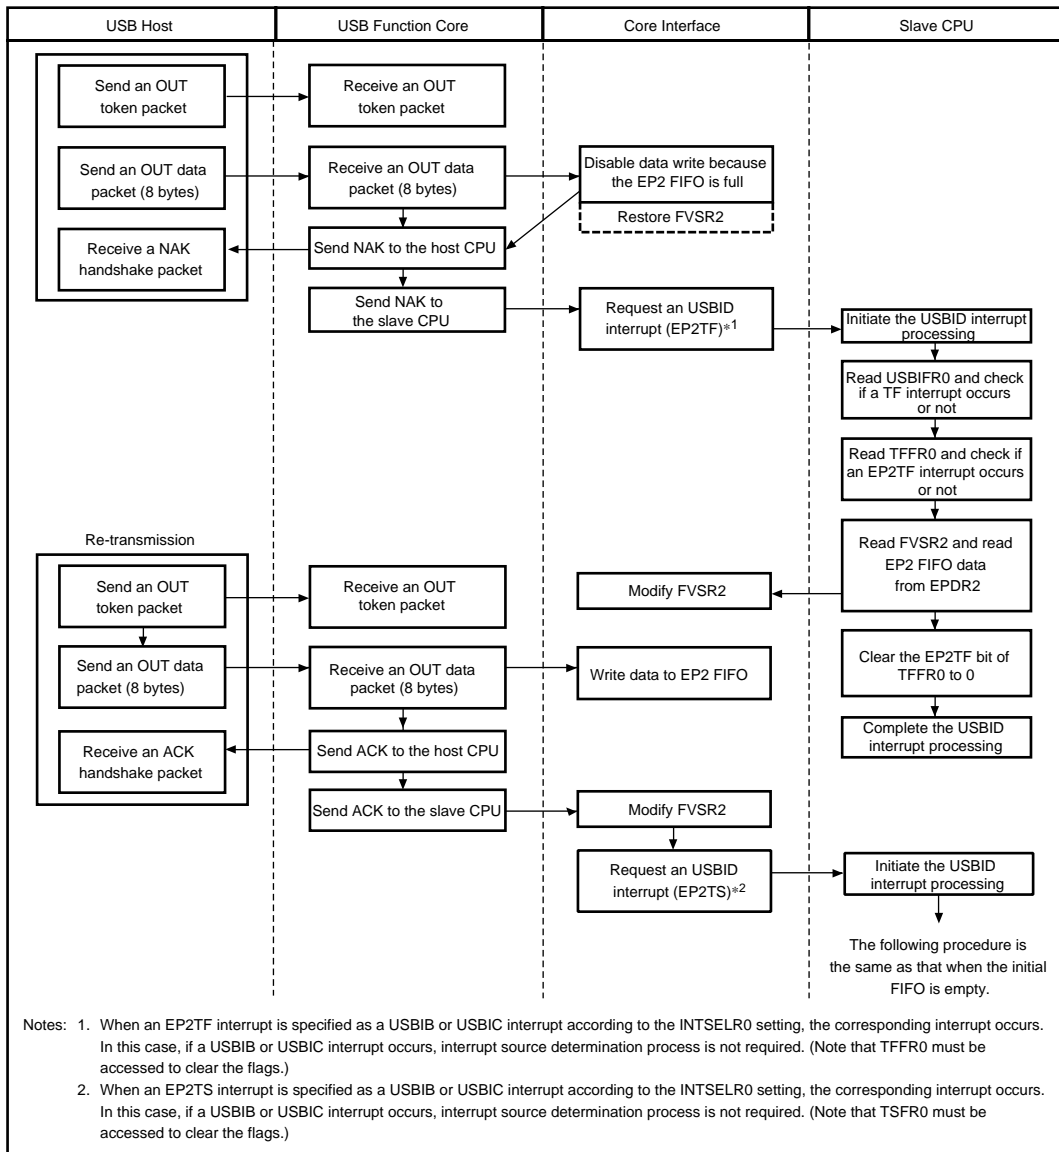 USB Host
USB Function Core
Core Interface
Slave CPU
Send an OUT
token packet
Receive an OUT
token packet
Send an OUT data
packet (8 bytes)
Receive an OUT data
packet (8 bytes)
Disable data write because
the EP2 FIFO is full
Restore FVSR2
Receive a NAK
handshake packet
Send NAK to the host CPU
Send NAK to
the slave CPU
Request an USBID
interrupt (EP2TF)*1
Initiate the USBID interrupt
processing
Read USBIFR0 and check
if a TF interrupt occurs
or not
Read TFFR0 and check if
an EP2TF interrupt occurs
or not
Read FVSR2 and read
EP2 FIFO data
from EPDR2
Clear the EP2TF bit of
TFFR0 to 0
Complete the USBID
interrupt processing
Re-transmission
Send an OUT
token packet
Receive an OUT
token packet
Modify FVSR2
Send an OUT data
packet (8 bytes)
Receive an OUT data
packet (8 bytes)
Write data to EP2 FIFO
Receive an ACK
handshake packet
Send ACK to the host CPU
Send ACK to the slave CPU
Modify FVSR2
Request an USBID
interrupt (EP2TS)*2
Initiate the USBID
interrupt processing
The following procedure is
the same as that when the initial
FIFO is empty.
Notes: 1. When an EP2TF interrupt is specified as a USBIB or USBIC interrupt according to the INTSELR0 setting, the corresponding interrupt occurs.
In this case, if a USBIB or USBIC interrupt occurs, interrupt source determination process is not required. (Note that TFFR0 must be
accessed to clear the flags.)
2. When an EP2TS interrupt is specified as a USBIB or USBIC interrupt according to the INTSELR0 setting, the corresponding interrupt occurs.
In this case, if a USBIB or USBIC interrupt occurs, interrupt source determination process is not required. (Note that TSFR0 must be
accessed to clear the flags.)